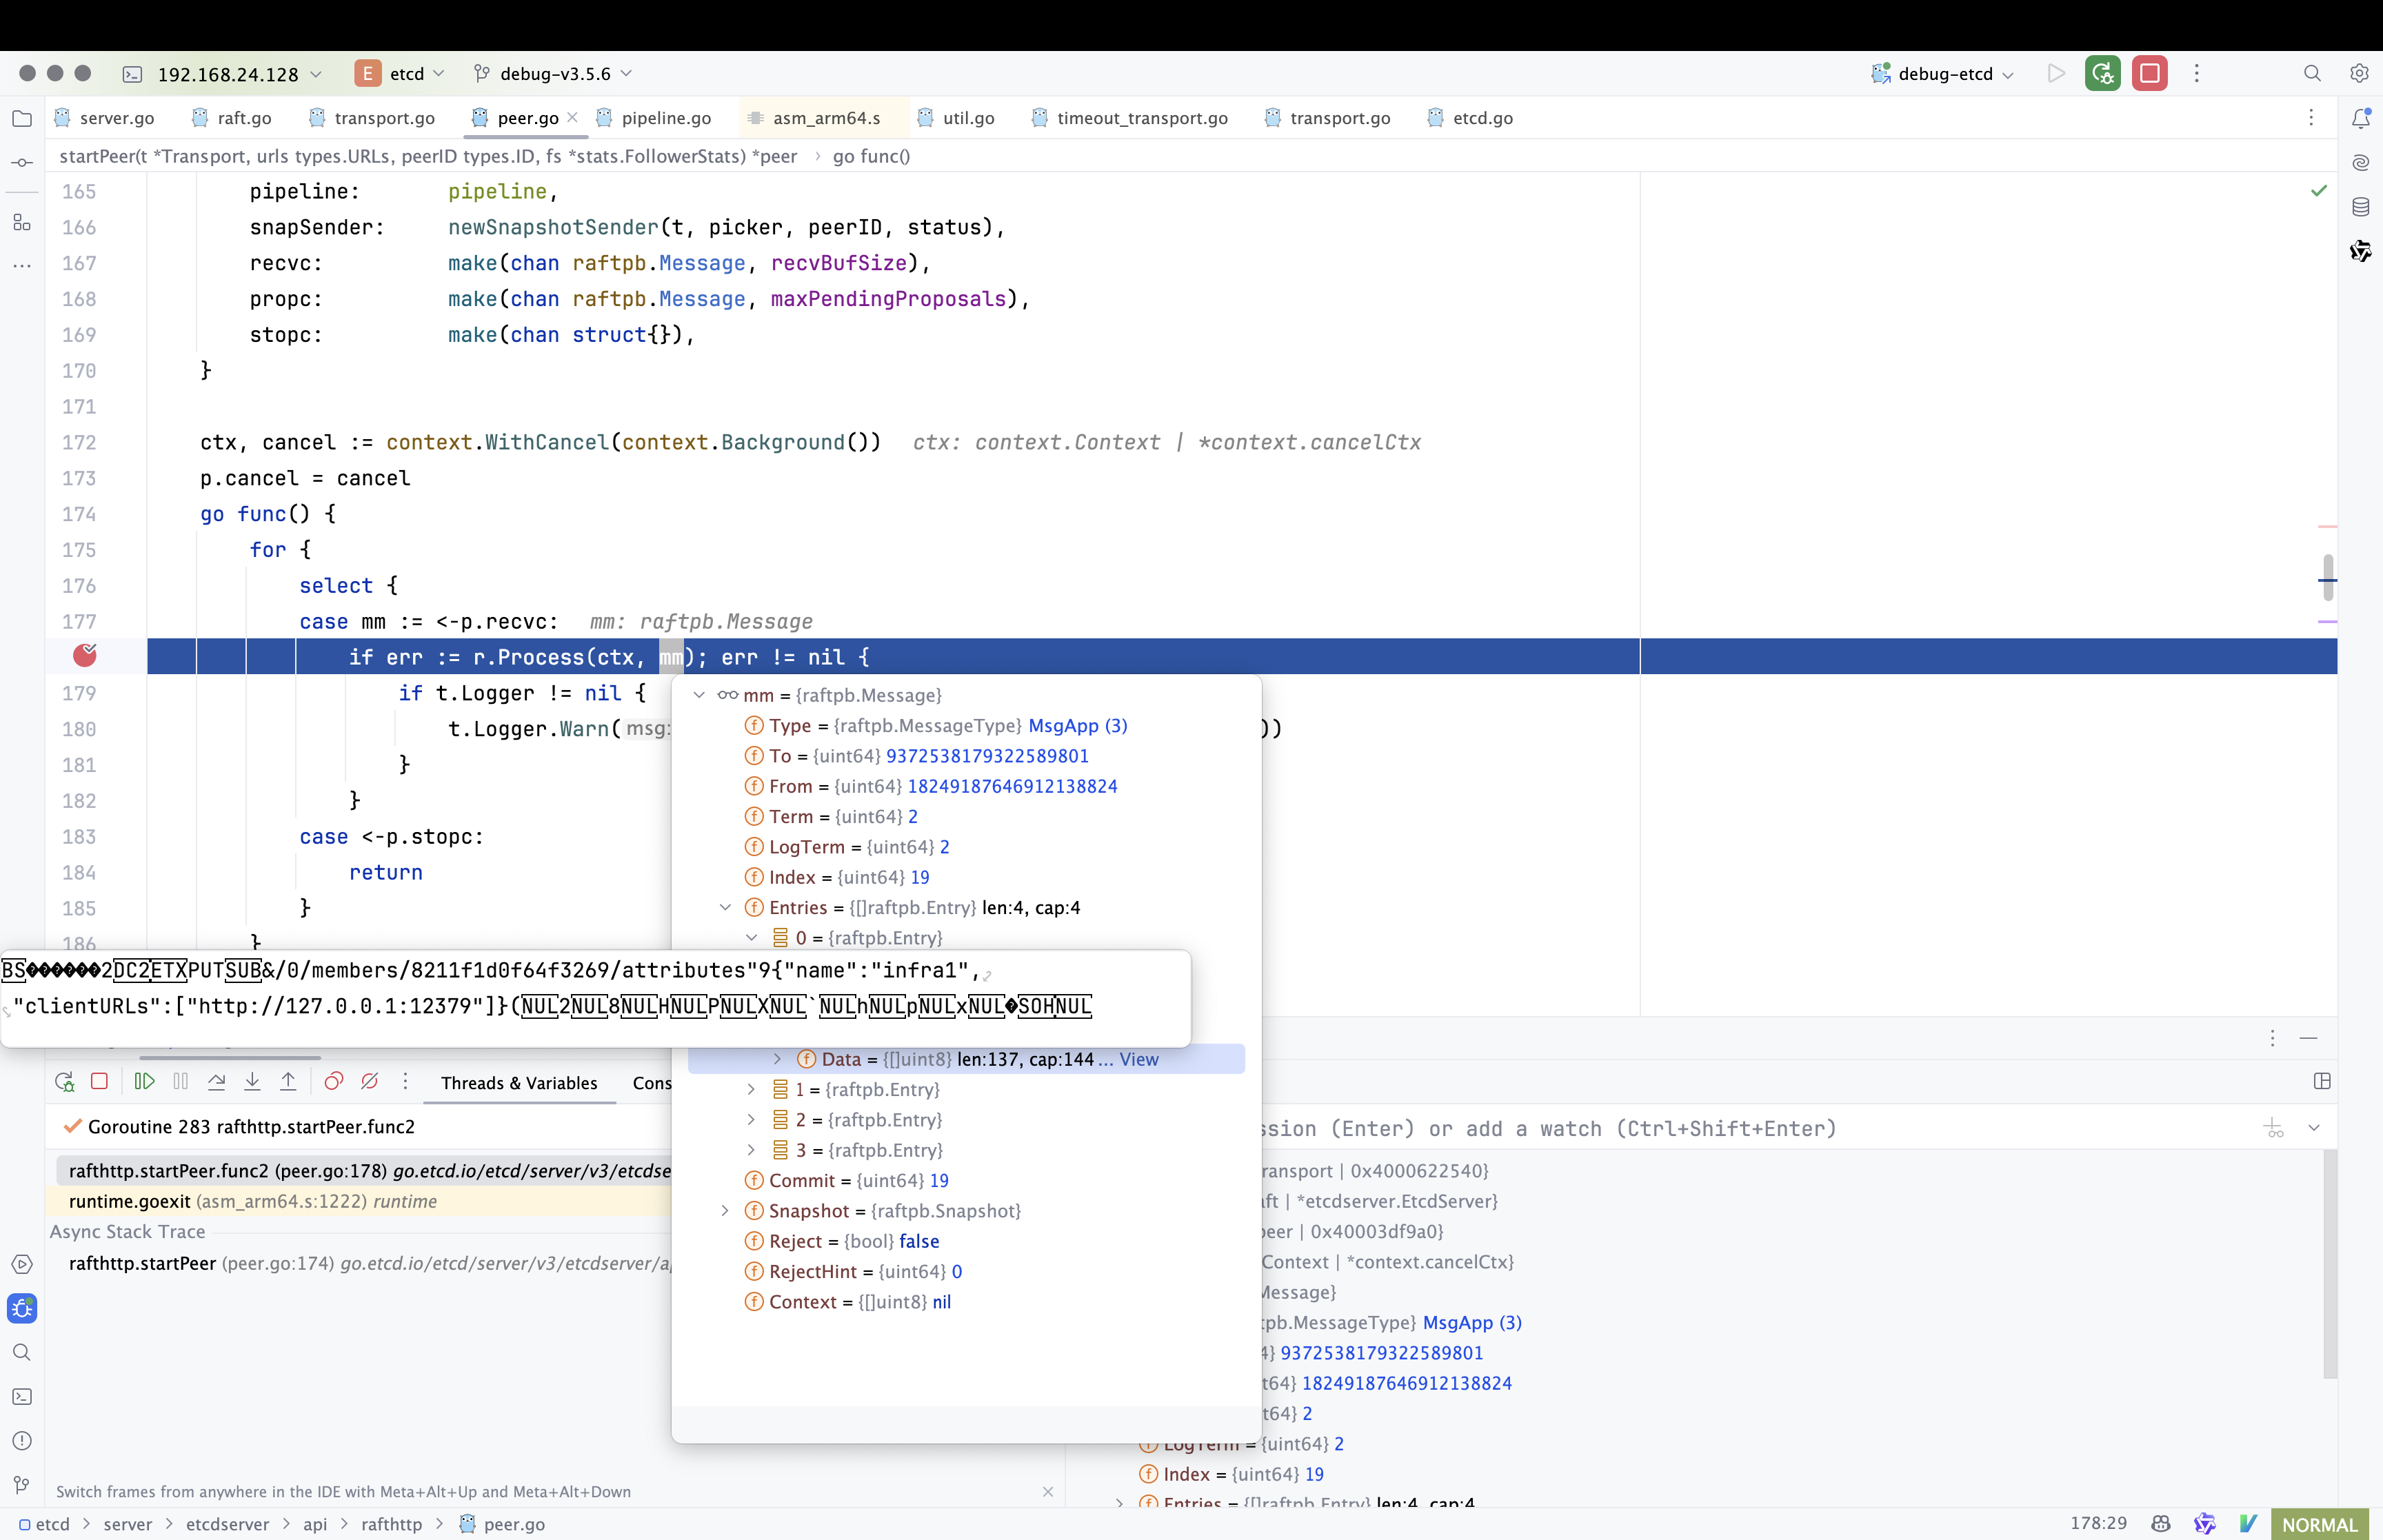 192.168.24.128 E etcd debug-v3.5.6 debug-etcd
server.go raft.go transport.go peer.go pipeline.go asm_arm64.s util.go timeout_transport.go transport.go etcd.go
startPeer(t *Transport, urls types.URLs, peerID types.ID, fs *stats.FollowerStats) *peer › go func()
165 pipeline: pipeline,
166 snapSender: newSnapshotSender(t, picker, peerID, status),
167 recvc: make(chan raftpb.Message, recvBufSize),
168 propc: make(chan raftpb.Message, maxPendingProposals),
169 stopc: make(chan struct{}),
170 }
171
172 ctx, cancel := context.WithCancel(context.Background()) ctx: context.Context | *context.cancelCtx
173 p.cancel = cancel
174 go func() {
175 for {
176 select {
177 case mm := <-p.recvc: mm: raftpb.Message
if err := r.Process(ctx, mm); err != nil {
179 if t.Logger != nil {
180 t.Logger.Warn( msg: ))
181 }
182 }
183 case <-p.stopc:
184 return
185 }
186 }
mm = {raftpb.Message}
Type = {raftpb.MessageType} MsgApp (3)
To = {uint64} 9372538179322589801
From = {uint64} 18249187646912138824
Term = {uint64} 2
LogTerm = {uint64} 2
Index = {uint64} 19
Entries = {[]raftpb.Entry} len:4, cap:4
0 = {raftpb.Entry}
BS������2DC2ETXPUTSUB&/0/members/8211f1d0f64f3269/attributes"9{"name":"infra1",
"clientURLs":["http://127.0.0.1:12379"]}(NUL2NUL8NULHNULPNULXNUL`NULhNULpNULxNUL�SOHNUL
Data = {[]uint8} len:137, cap:144 ... View
1 = {raftpb.Entry}
2 = {raftpb.Entry}
3 = {raftpb.Entry}
Commit = {uint64} 19
Snapshot = {raftpb.Snapshot}
Reject = {bool} false
RejectHint = {uint64} 0
Context = {[]uint8} nil
Threads & Variables Cons
Goroutine 283 rafthttp.startPeer.func2
rafthttp.startPeer.func2 (peer.go:178) go.etcd.io/etcd/server/v3/etcdse
runtime.goexit (asm_arm64.s:1222) runtime
Async Stack Trace
rafthttp.startPeer (peer.go:174) go.etcd.io/etcd/server/v3/etcdserver/a
Switch frames from anywhere in the IDE with Meta+Alt+Up and Meta+Alt+Down
ssion (Enter) or add a watch (Ctrl+Shift+Enter)
ransport | 0x4000622540}
aft | *etcdserver.EtcdServer}
peer | 0x40003df9a0}
Context | *context.cancelCtx}
Message}
tpb.MessageType} MsgApp (3)
4} 9372538179322589801
t64} 18249187646912138824
t64} 2
LogTerm = {uint64} 2
Index = {uint64} 19
Entries = {[]raftpb.Entry} len:4, cap:4
etcd > server > etcdserver > api > rafthttp > peer.go 178:29 NORMAL